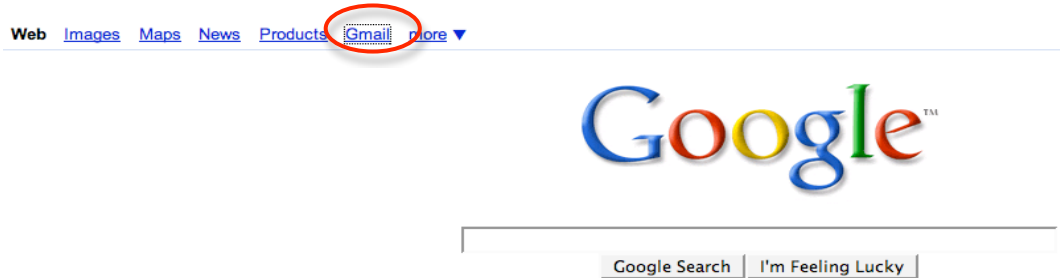 Web Images Maps News Products Gmail more ▼
Google™
Google Search I'm Feeling Lucky